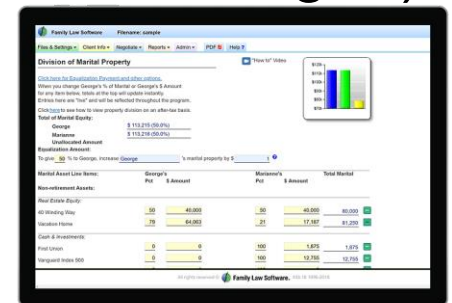 Family Law Software Filename: sample
Files & Settings Client Info Negotiate Reports Admin PDF Help ?
Division of Marital Property
"How to" Video
Click here for Equalization Payment and other options.
When you change George's % of Marital or George's $ Amount
for any item below, totals at the top will update instantly.
Entries here are "live" and will be reflected throughout the program.
Click here to see how to view property division on an after-tax basis.
Total of Marital Equity:
George $ 113,216 (50.0%)
Marianne $ 113,216 (50.0%)
Unallocated Amount
Equalization Amount:
To give 50 % to George, increase George 's marital property by $ 1
Marital Asset Line Items: George's Marianne's Total Marital
Pct $ Amount Pct $ Amount
Non-retirement Assets:
Real Estate Equity:
40 Winding Way 50 40,000 50 40,000 80,000
Vacation Home 79 64,063 21 17,187 81,250
Cash & Investments:
First Union 0 0 100 1,875 1,875
Vanguard Index 500 0 0 100 12,755 12,755
All rights reserved © Family Law Software.